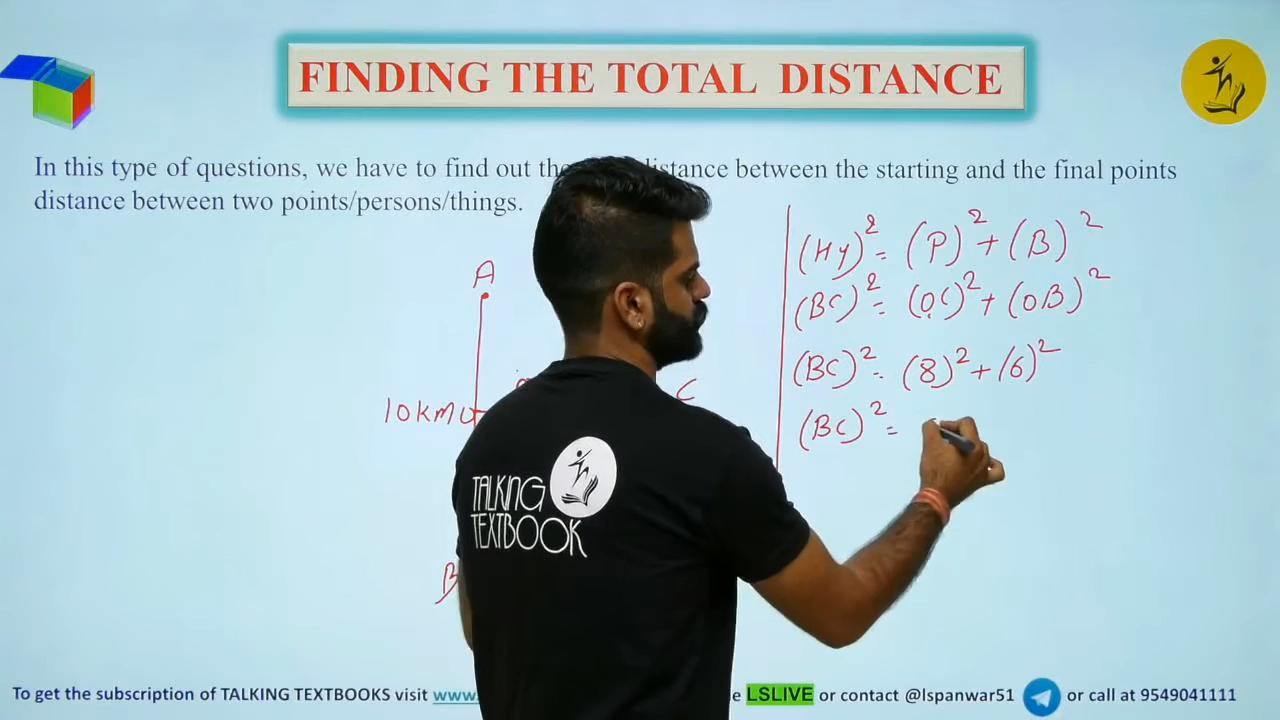 FINDING THE TOTAL DISTANCE
In this type of questions, we have to find out the distance between the starting and the final points
distance between two points/persons/things.
A
10KM
C
B
(Hy)² = (P)² + (B)²
(BC)² = (OC)² + (OB)²
(BC)² = (8)² + (6)²
(BC)² =
TALKING
TEXTBOOK
To get the subscription of TALKING TEXTBOOKS visit www. LSLIVE or contact @lspanwar51 or call at 9549041111